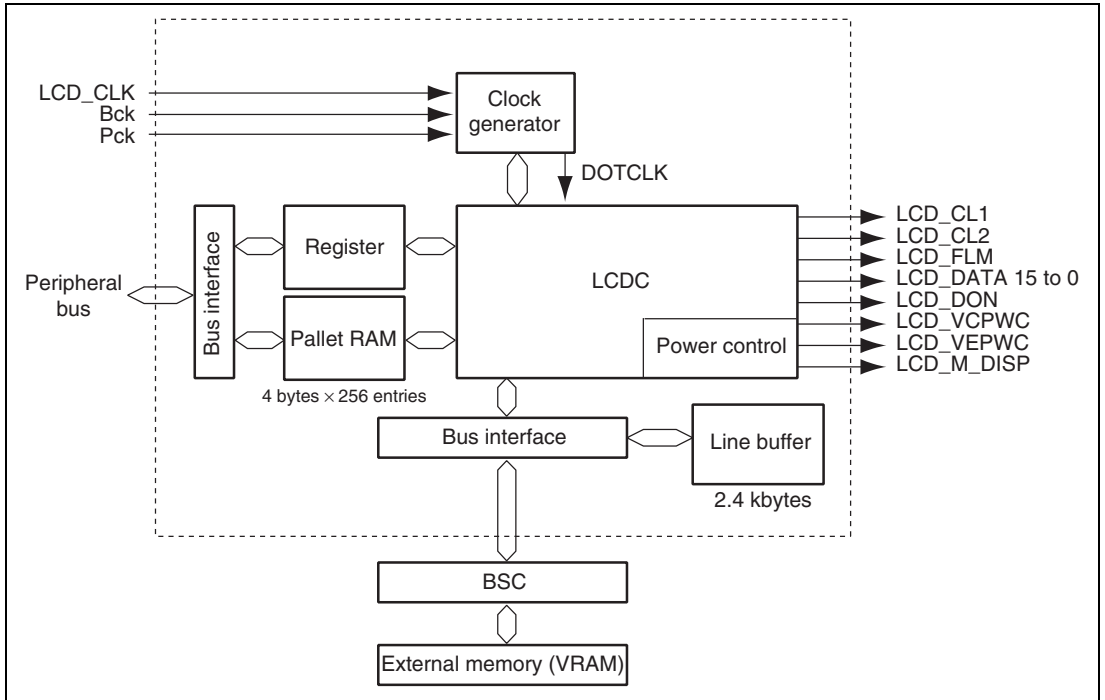 LCD_CLK
Bck
Pck
Clock
generator
DOTCLK
Peripheral
bus
Bus interface
Register
Pallet RAM
4 bytes × 256 entries
LCDC
Power control
LCD_CL1
LCD_CL2
LCD_FLM
LCD_DATA 15 to 0
LCD_DON
LCD_VCPWC
LCD_VEPWC
LCD_M_DISP
Bus interface
Line buffer
2.4 kbytes
BSC
External memory (VRAM)